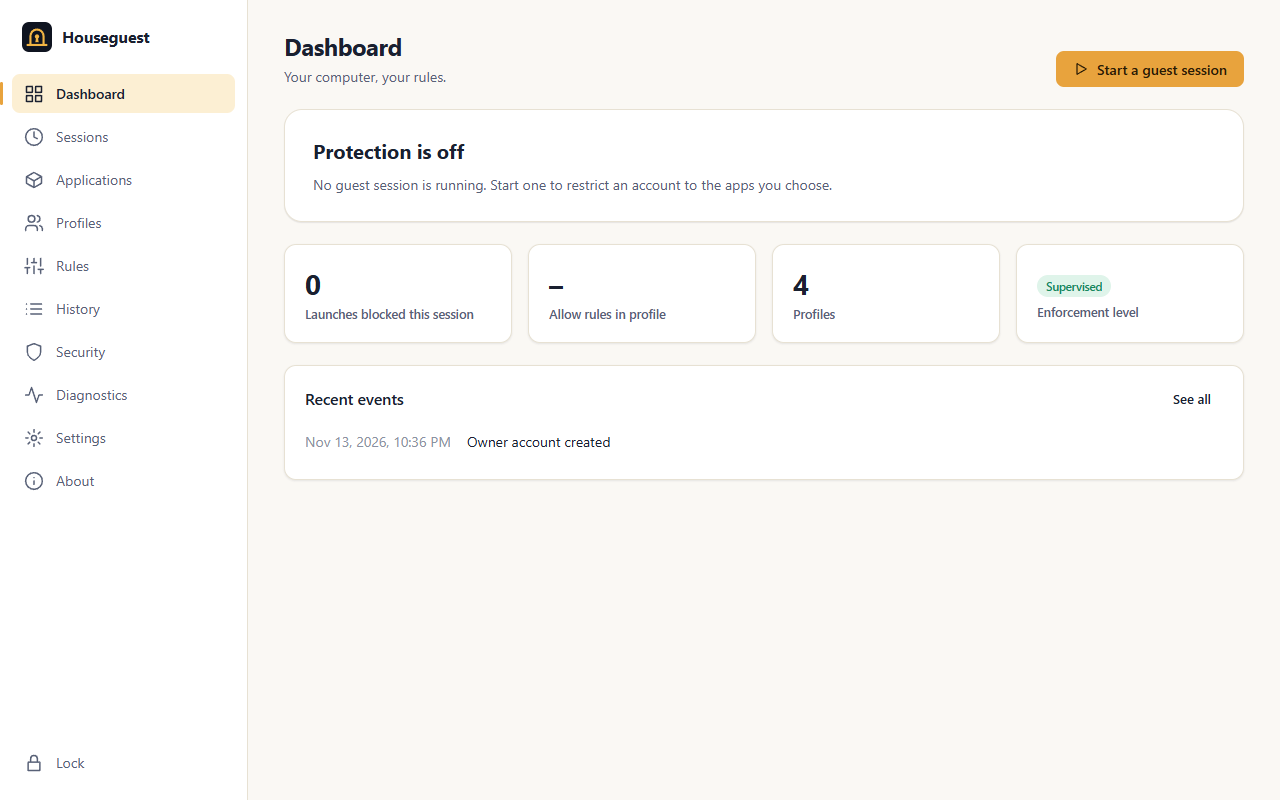 Houseguest
Dashboard
Sessions
Applications
Profiles
Rules
History
Security
Diagnostics
Settings
About
Lock
Dashboard
Your computer, your rules.
Start a guest session
Protection is off
No guest session is running. Start one to restrict an account to the apps you choose.
0
Launches blocked this session
–
Allow rules in profile
4
Profiles
Supervised
Enforcement level
Recent events
See all
Nov 13, 2026, 10:36 PM Owner account created